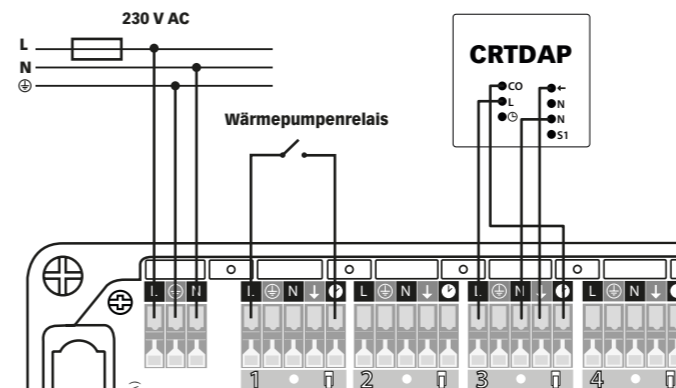 230 V AC
L
N
CRTDAP
CO
L
←
N
N
S1
Wärmepumpenrelais
L N L N ↓ L N ↓ L N ↓ L N ↓
1 2 3 4